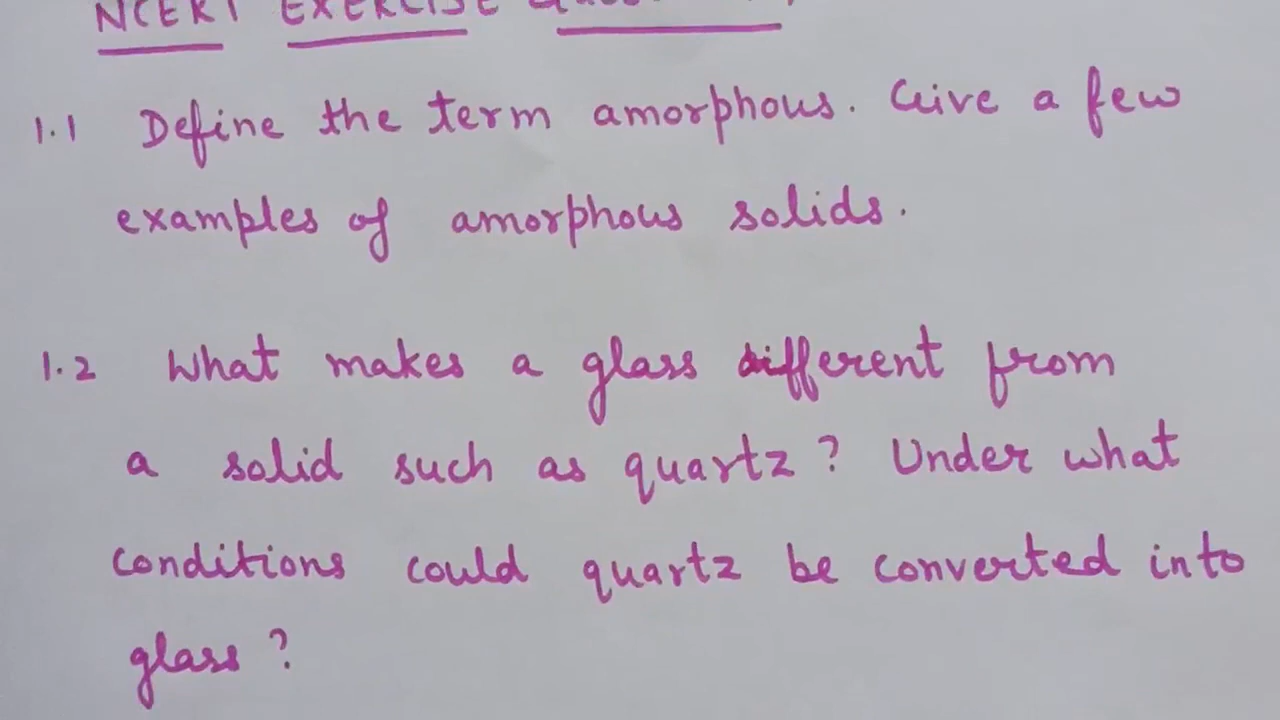 NCERT EXERCISE
1.1 Define the term amorphous. Give a few
examples of amorphous solids.
1.2 What makes a glass different from
a solid such as quartz? Under what
conditions could quartz be converted into
glass?